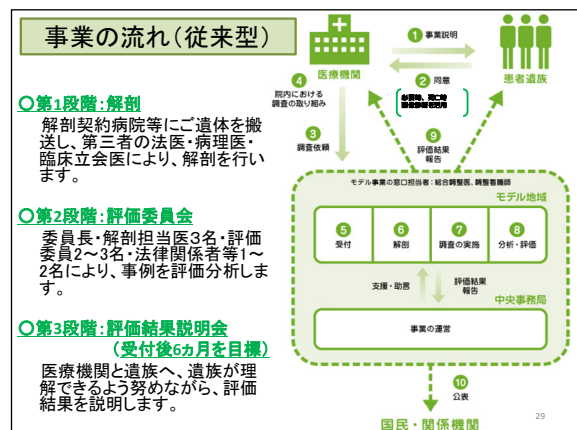 事業の流れ（従来型）
○第1段階：解剖
解剖契約病院等にご遺体を搬
送し、第三者の法医・病理医・
臨床立会医により、解剖を行い
ます。
○第2段階：評価委員会
委員長・解剖担当医3名・評価
委員2～3名・法律関係者等1～
2名により、事例を評価分析しま
す。
○第3段階：評価結果説明会
（受付後6ヵ月を目標）
医療機関と遺族へ、遺族が理
解できるよう努めながら、評価
結果を説明します。
医療機関
1 事業説明
2 同意
患者遺族
4
院内における
調査の取り組み
3
調査依頼
9
評価結果
報告
モデル事業の窓口担当者：総合調整医、調整看護師
モデル地域
5
受付
6
解剖
7
調査の実施
8
分析・評価
支援・助言
評価結果
報告
中央事務局
事業の運営
10
公表
国民・関係機関
29